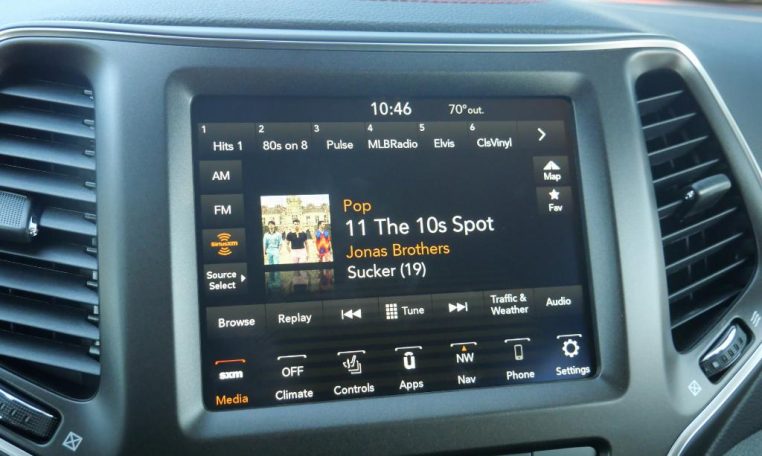 10:46 70° out.
1 2 3 4 5 6
Hits 1 80s on 8 Pulse MLBRadio Elvis ClsVinyl
AM
Map
FM
Fav
Pop
11 The 10s Spot
Jonas Brothers
Sucker (19)
SiriusXM
Source
Select
Browse Replay Tune Traffic & Weather Audio
sxm OFF ū NW
Media Climate Controls Apps Nav Phone Settings